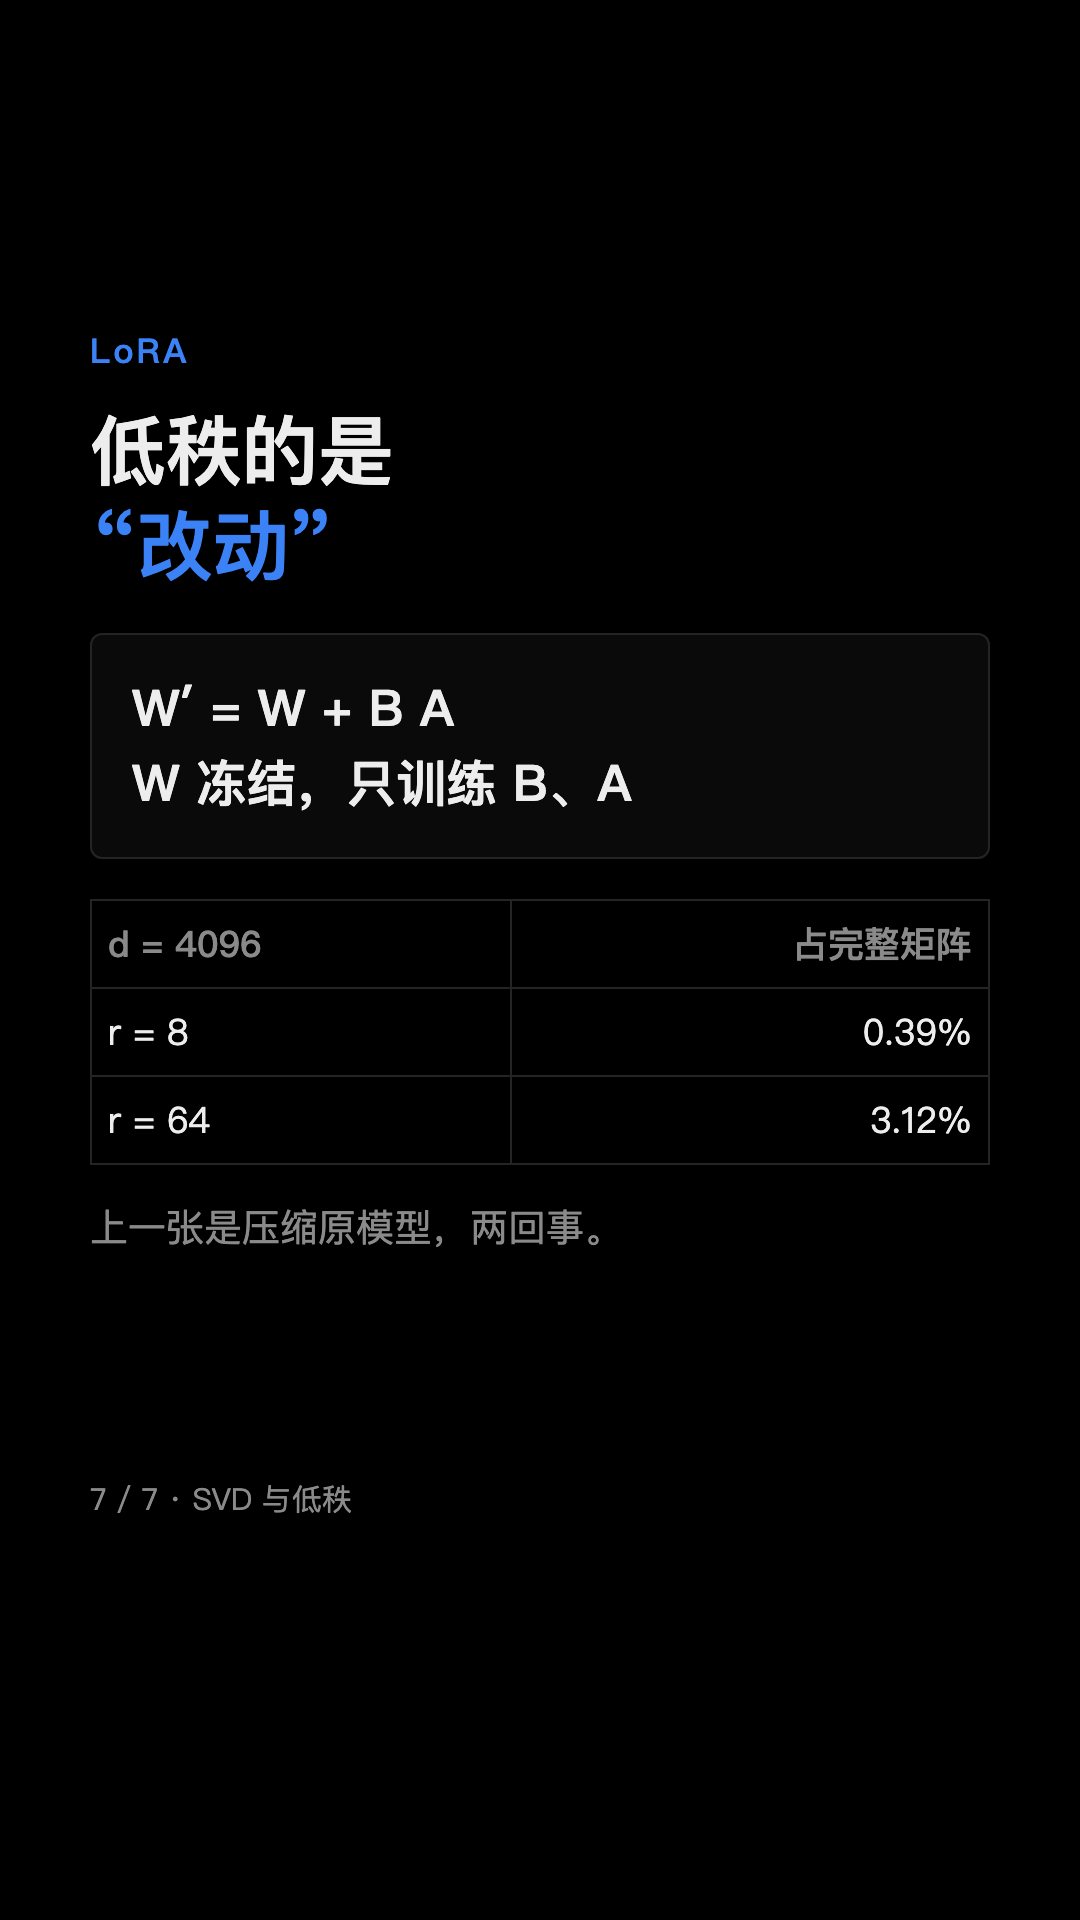 LoRA
低秩的是
“改动”
W′ = W + B A
W 冻结，只训练 B、A
d = 4096 占完整矩阵
r = 8 0.39%
r = 64 3.12%
上一张是压缩原模型，两回事。
7 / 7 · SVD 与低秩